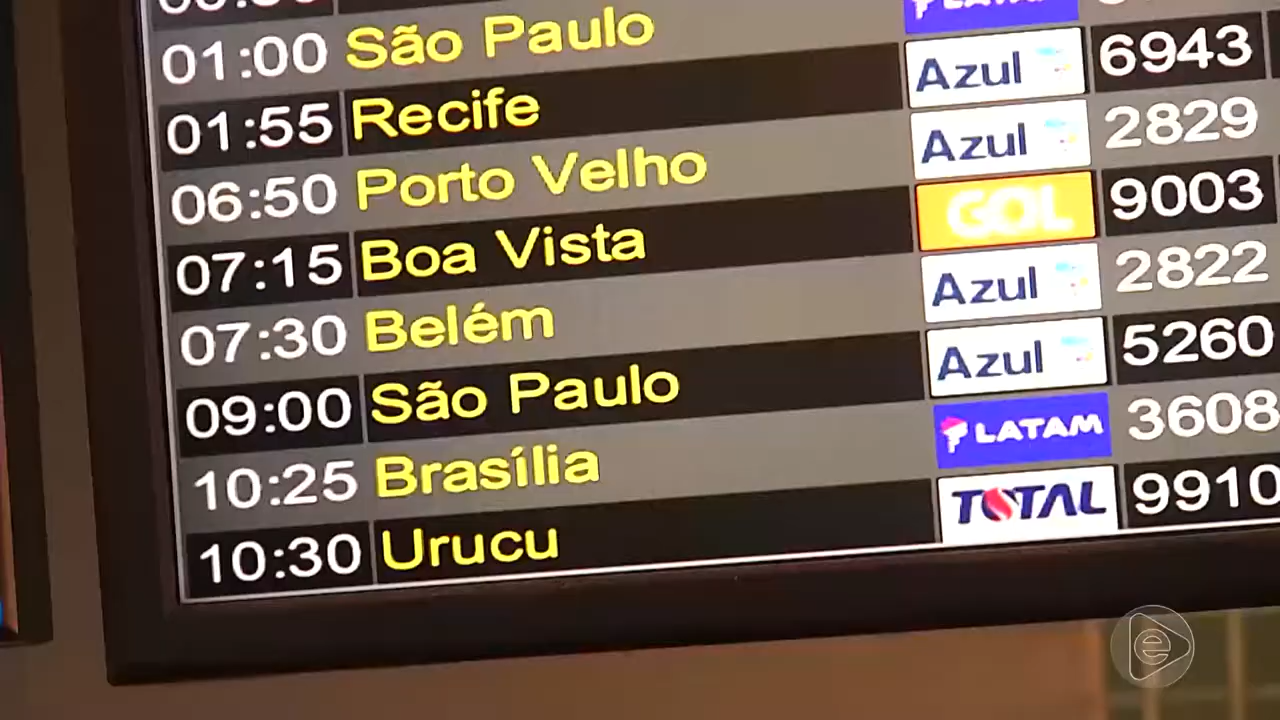 01:00 São Paulo LATAM
01:55 Recife Azul 6943
06:50 Porto Velho Azul 2829
07:15 Boa Vista GOL 9003
07:30 Belém Azul 2822
09:00 São Paulo Azul 5260
10:25 Brasília LATAM 3608
10:30 Urucu TOTAL 9910
e